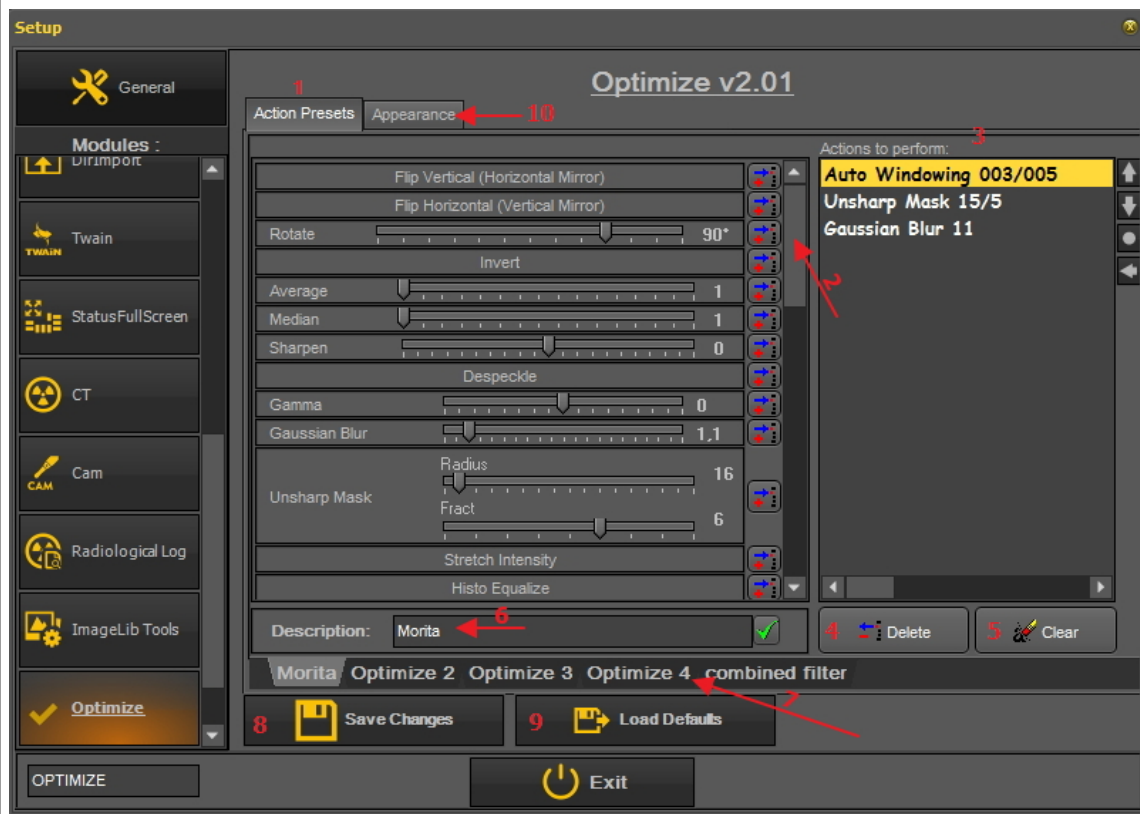 Setup
General
Modules :
DirImport
Twain
TWAIN
StatusFullScreen
CT
Cam
CAM
Radiological Log
ImageLib Tools
Optimize
OPTIMIZE
Optimize v2.01
1
Action Presets
Appearance
10
Flip Vertical (Horizontal Mirror)
Flip Horizontal (Vertical Mirror)
Rotate 90°
Invert
Average 1
Median 1
Sharpen 0
Despeckle
Gamma 0
Gaussian Blur 1,1
Unsharp Mask
Radius 16
Fract 6
Stretch Intensity
Histo Equalize
2
3
Actions to perform:
Auto Windowing 003/005
Unsharp Mask 15/5
Gaussian Blur 11
Description: Morita
6
4 Delete
5 Clear
Morita Optimize 2 Optimize 3 Optimize 4 combined filter
7
8 Save Changes
9 Load Defaults
Exit